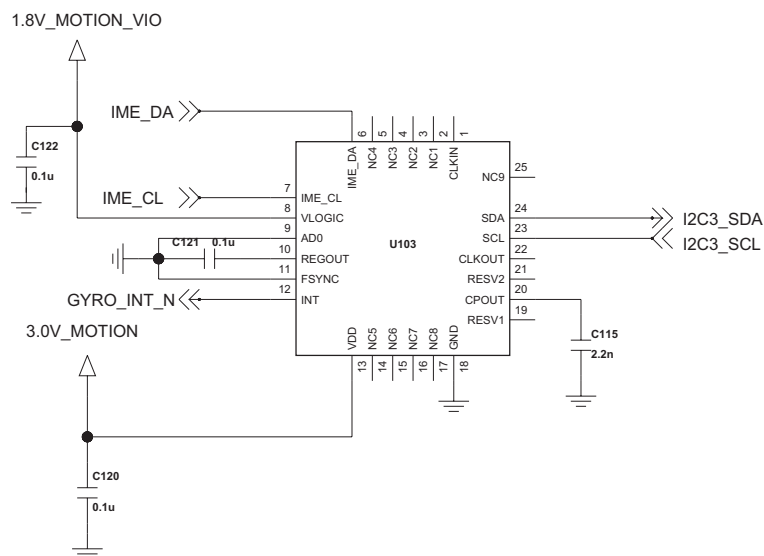 1.8V_MOTION_VIO
IME_DA
C122
0.1u
6 5 4 3 2 1
IME_DA NC4 NC3 NC2 NC1 CLKIN
25
NC9
IME_CL
7
IME_CL
8
VLOGIC
9
AD0
C121 0.1u
10
REGOUT
11
FSYNC
GYRO_INT_N
12
INT
U103
24
SDA
I2C3_SDA
23
SCL
I2C3_SCL
22
CLKOUT
21
RESV2
20
CPOUT
19
RESV1
C115
2.2n
3.0V_MOTION
VDD NC5 NC6 NC7 NC8 GND
13 14 15 16 17 18
C120
0.1u